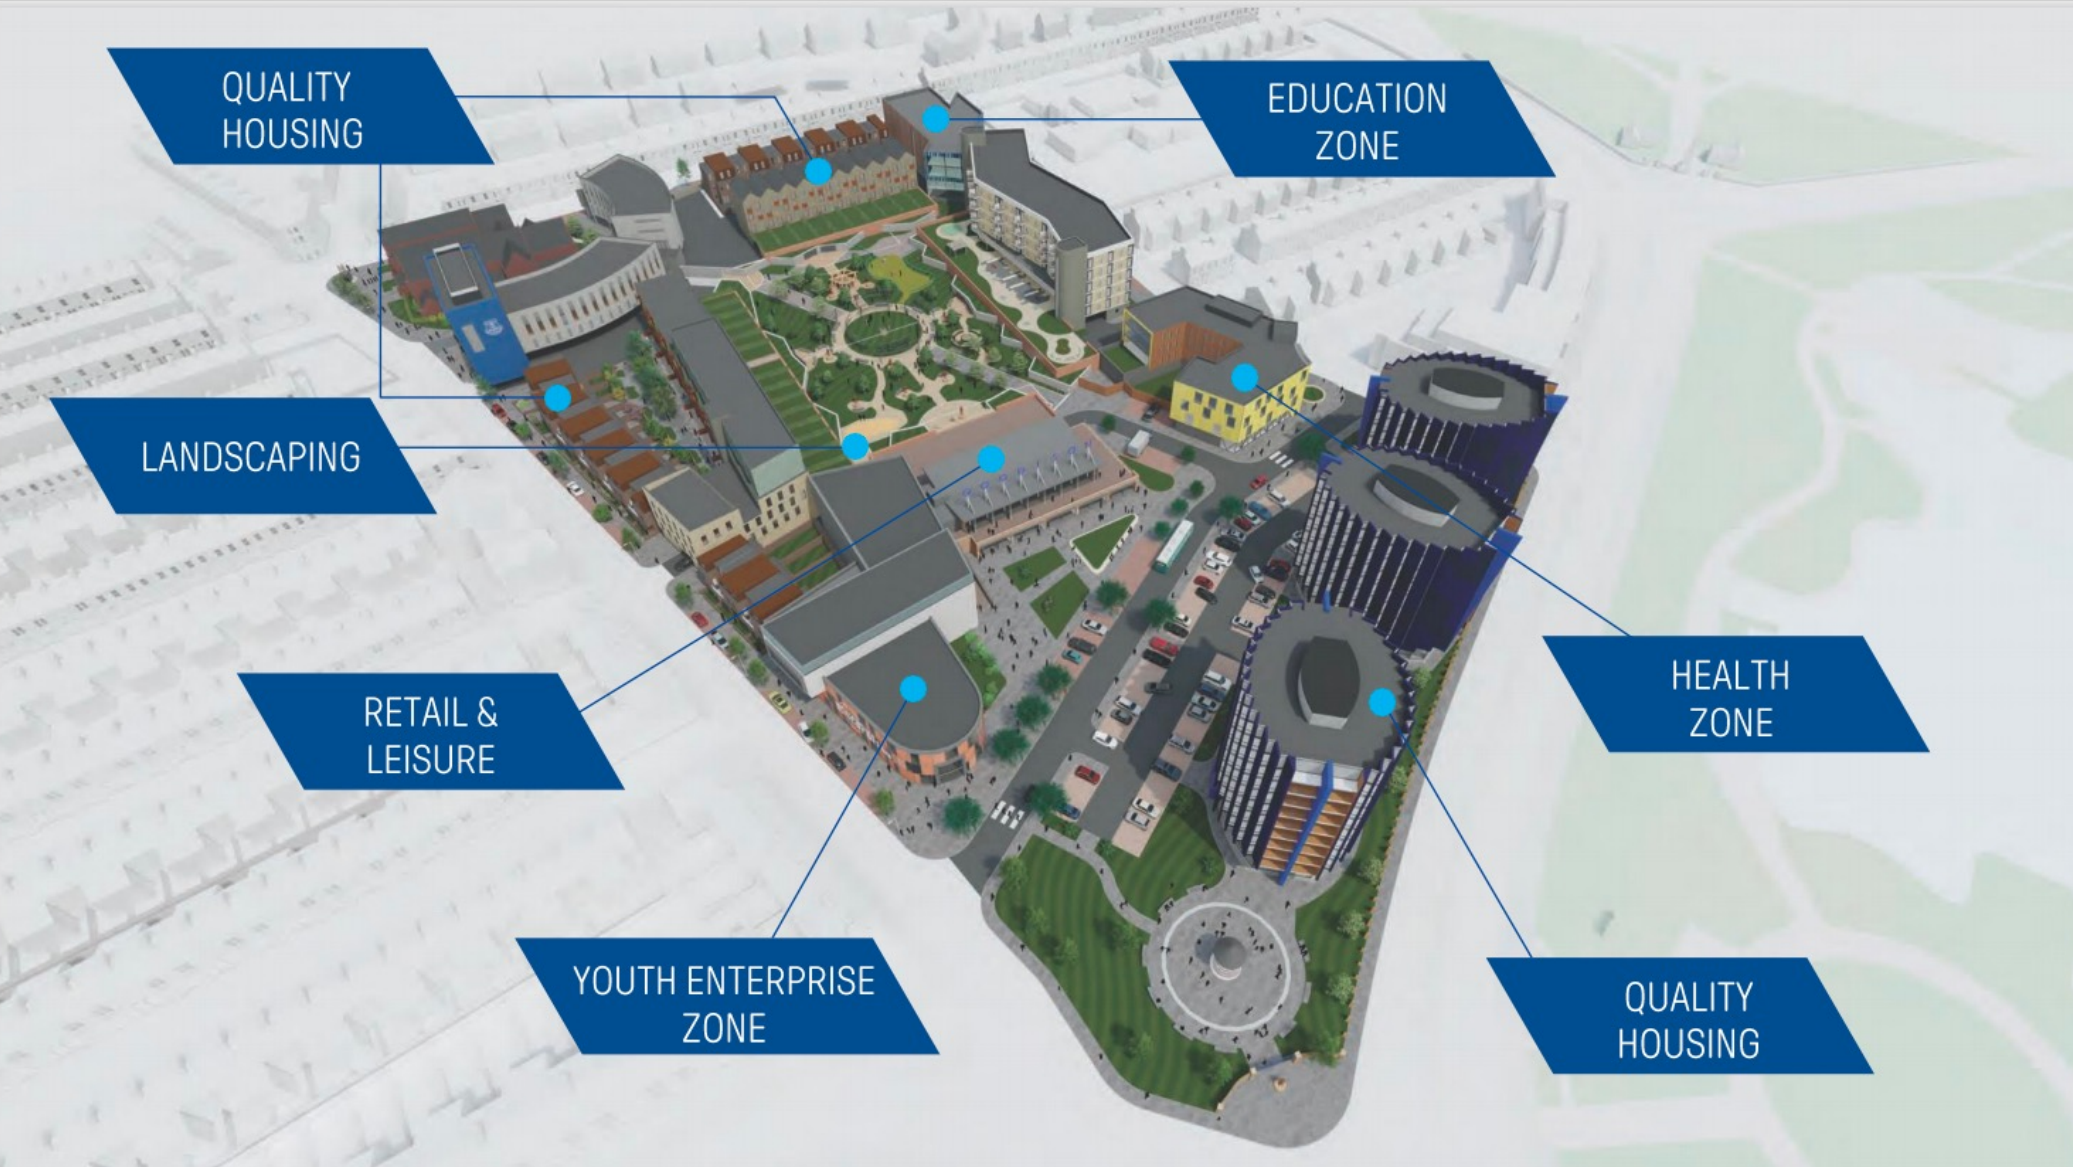 QUALITY
HOUSING
EDUCATION
ZONE
LANDSCAPING
RETAIL &
LEISURE
HEALTH
ZONE
YOUTH ENTERPRISE
ZONE
QUALITY
HOUSING